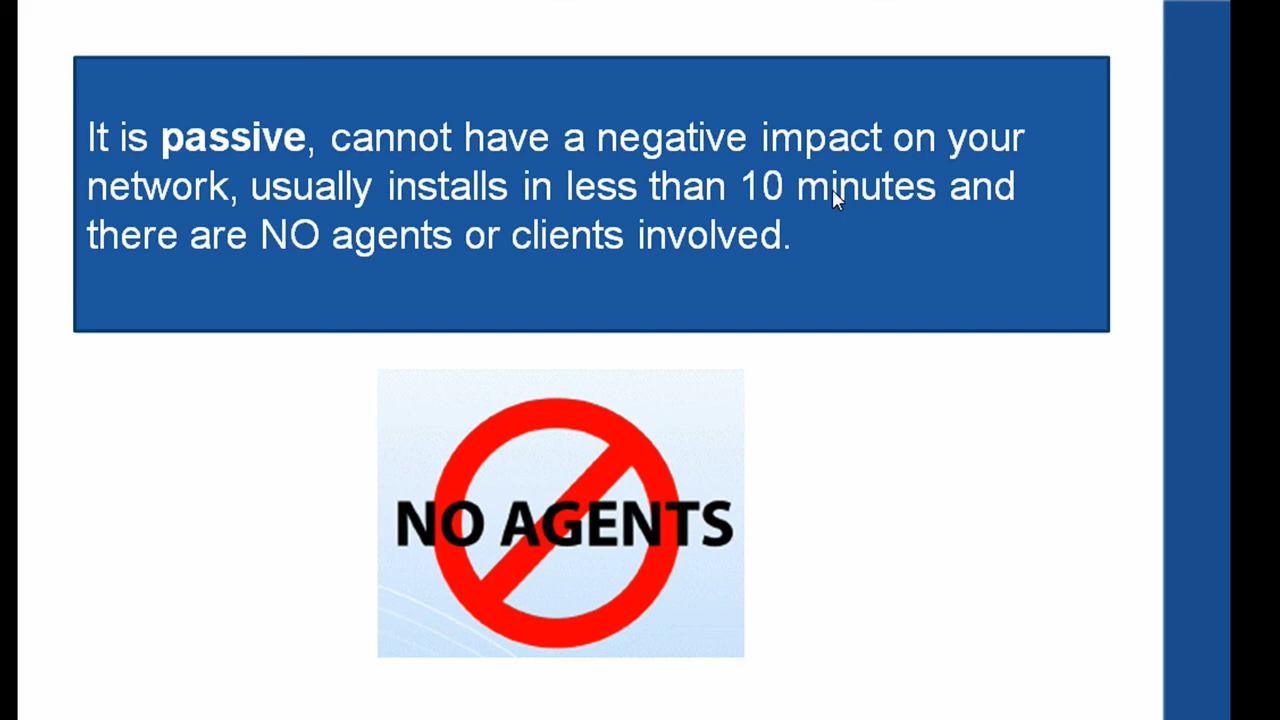 It is passive, cannot have a negative impact on your
network, usually installs in less than 10 minutes and
there are NO agents or clients involved.
NO AGENTS